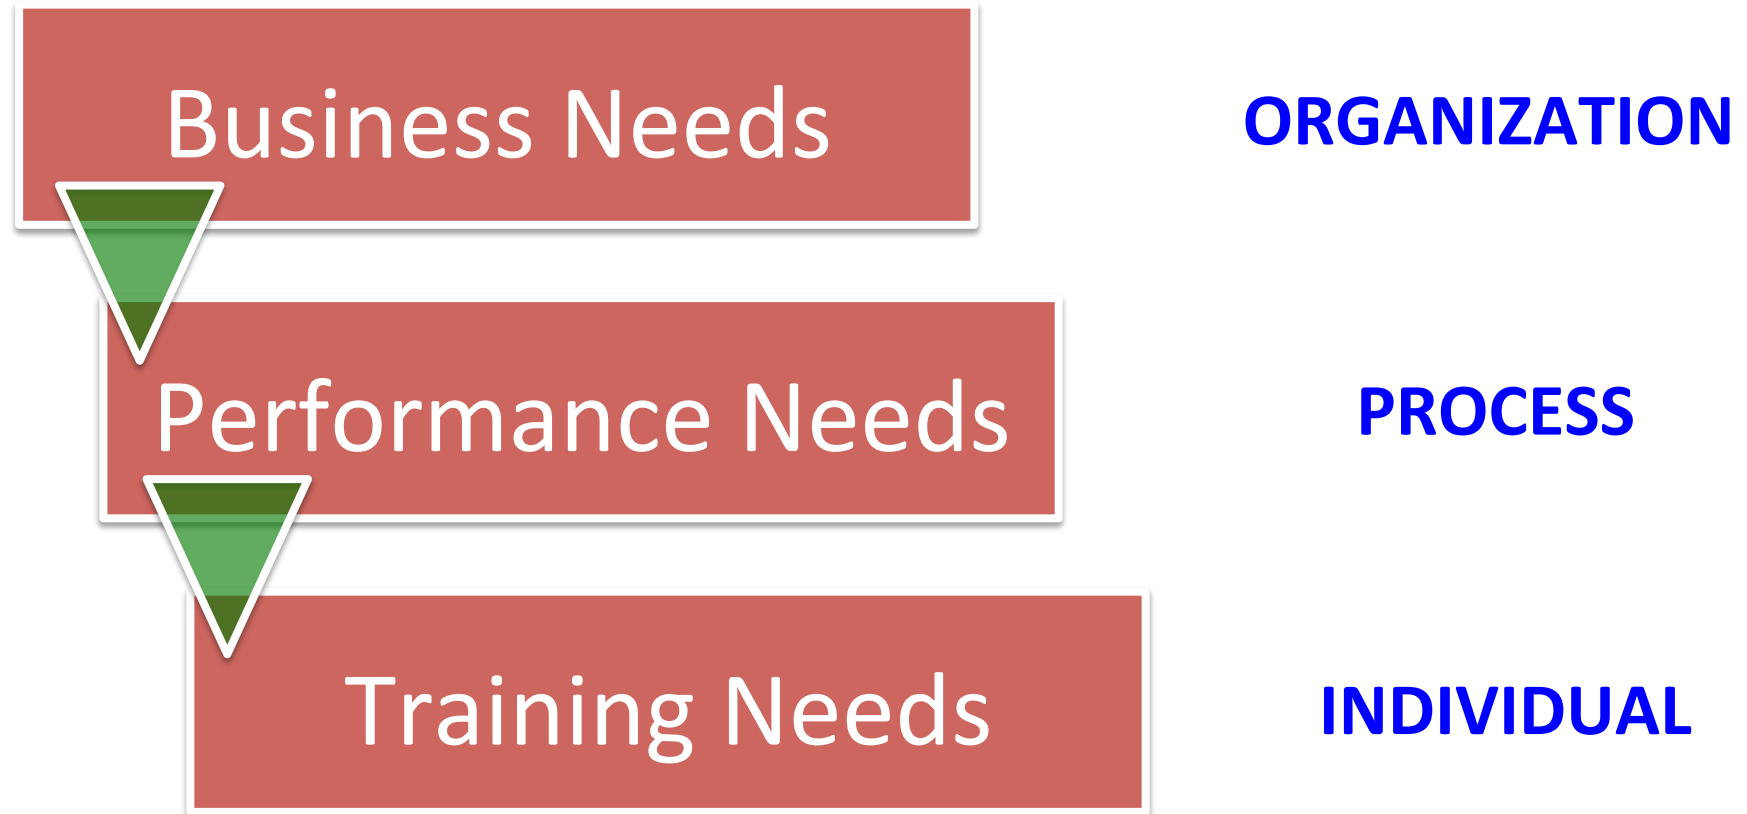 Business Needs
ORGANIZATION
Performance Needs
PROCESS
Training Needs
INDIVIDUAL